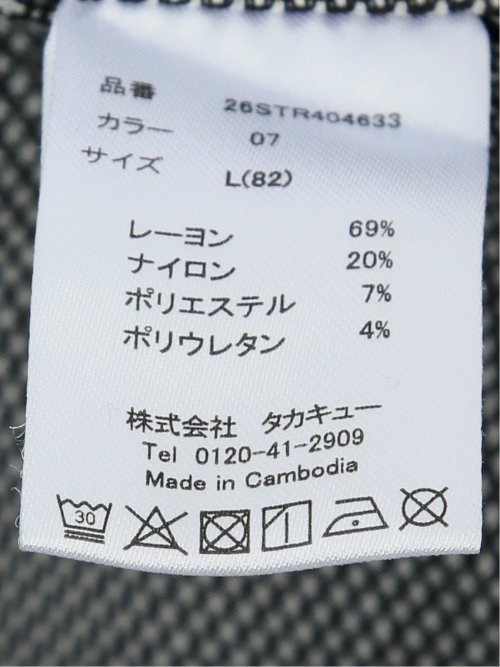 品番 26STR404633
カラー 07
サイズ L(82)
レーヨン 69%
ナイロン 20%
ポリエステル 7%
ポリウレタン 4%
株式会社 タカキュー
Tel 0120-41-2909
Made in Cambodia
30